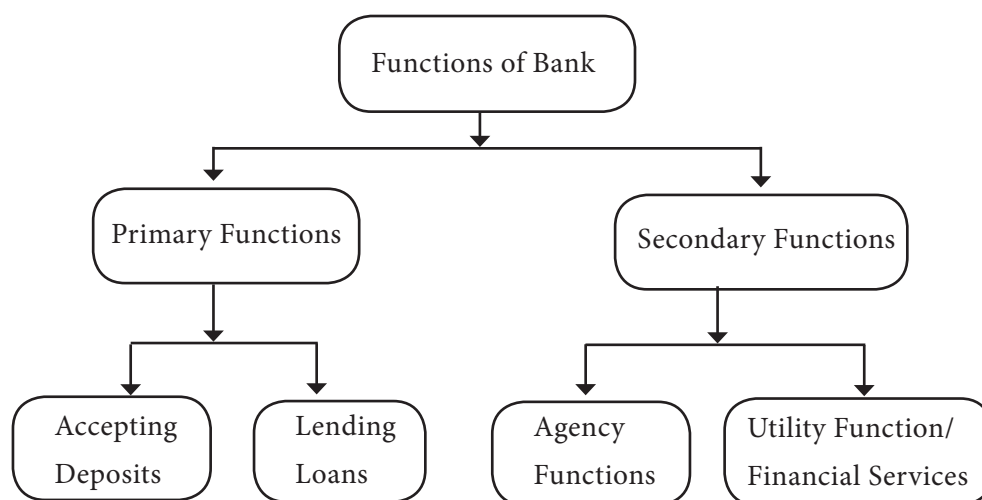 Functions of Bank
Primary Functions
Secondary Functions
Accepting
Deposits
Lending
Loans
Agency
Functions
Utility Function/
Financial Services